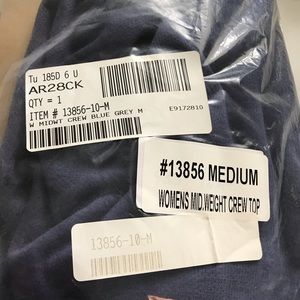 Tu 185D 6 U
AR28CK
QTY = 1
ITEM # 13856-10-M
W MIDWT CREW BLUE GREY M
E9172810
#13856 MEDIUM
WOMENS MID.WEIGHT CREW TOP
13856-10-M